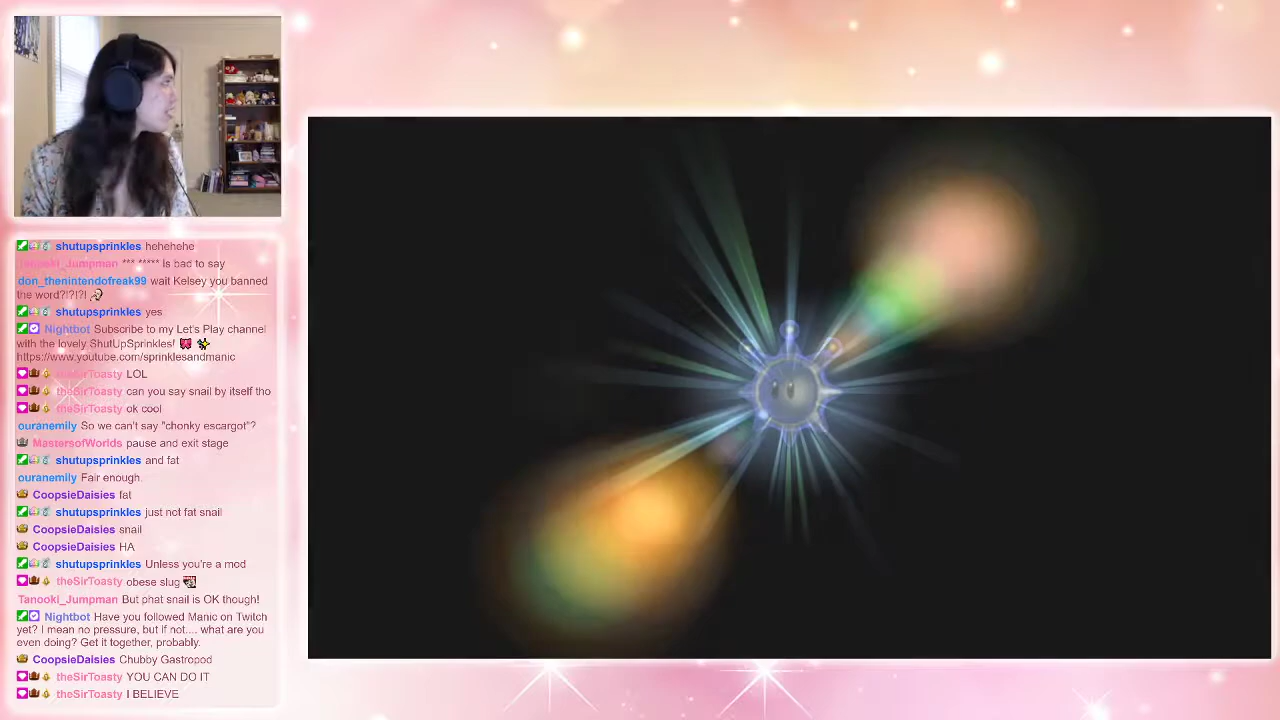 shutupsprinkles hehehehe
Tanooki_Jumpman *** ***** is bad to say
don_thenintendofreak99 wait Kelsey you banned
the word?!?!?!
shutupsprinkles yes
Nightbot Subscribe to my Let's Play channel
with the lovely ShutUpSprinkles!
https://www.youtube.com/sprinklesandmanic
theSirToasty LOL
theSirToasty can you say snail by itself tho
theSirToasty ok cool
ouranemily So we can't say "chonky escargot"?
MastersofWorlds pause and exit stage
shutupsprinkles and fat
ouranemily Fair enough.
CoopsieDaisies fat
shutupsprinkles just not fat snail
CoopsieDaisies snail
CoopsieDaisies HA
shutupsprinkles Unless you're a mod
theSirToasty obese slug
Tanooki_Jumpman But phat snail is OK though!
Nightbot Have you followed Manic on Twitch
yet? I mean no pressure, but if not.... what are you
even doing? Get it together, probably.
CoopsieDaisies Chubby Gastropod
theSirToasty YOU CAN DO IT
theSirToasty I BELIEVE